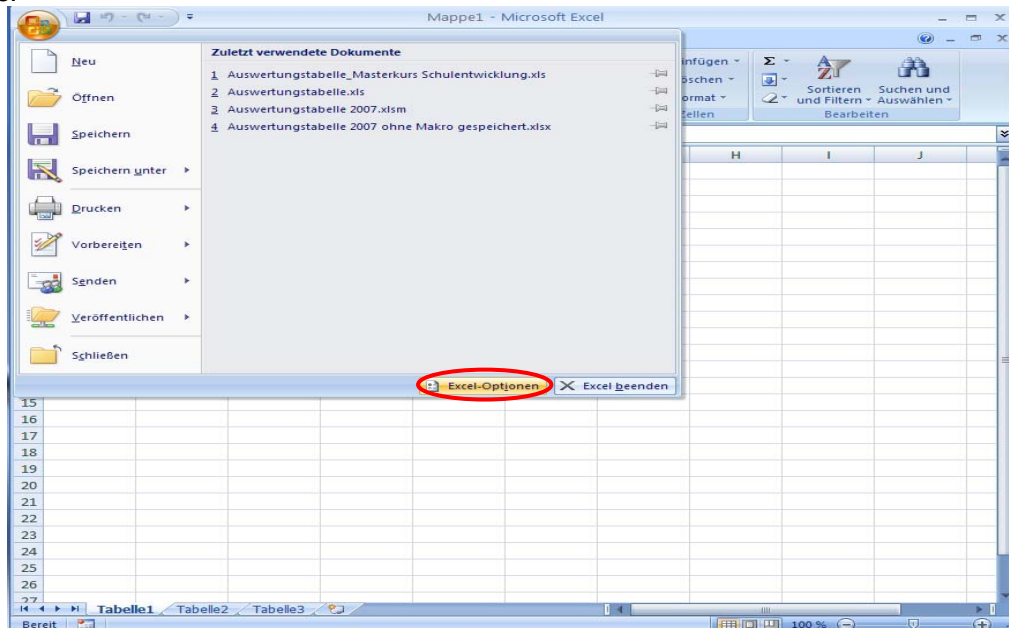 Mappe1 - Microsoft Excel
Neu
Öffnen
Speichern
Speichern unter
Drucken
Vorbereiten
Senden
Veröffentlichen
Schließen
Zuletzt verwendete Dokumente
1 Auswertungstabelle_Masterkurs Schulentwicklung.xls
2 Auswertungstabelle.xls
3 Auswertungstabelle 2007.xlsm
4 Auswertungstabelle 2007 ohne Makro gespeichert.xlsx
Excel-Optionen
Excel beenden
Σ
Sortieren und Filtern
Suchen und Auswählen
Bearbeiten
H I J
15
16
17
18
19
20
21
22
23
24
25
26
27
Tabelle1 Tabelle2 Tabelle3
Bereit
100 %